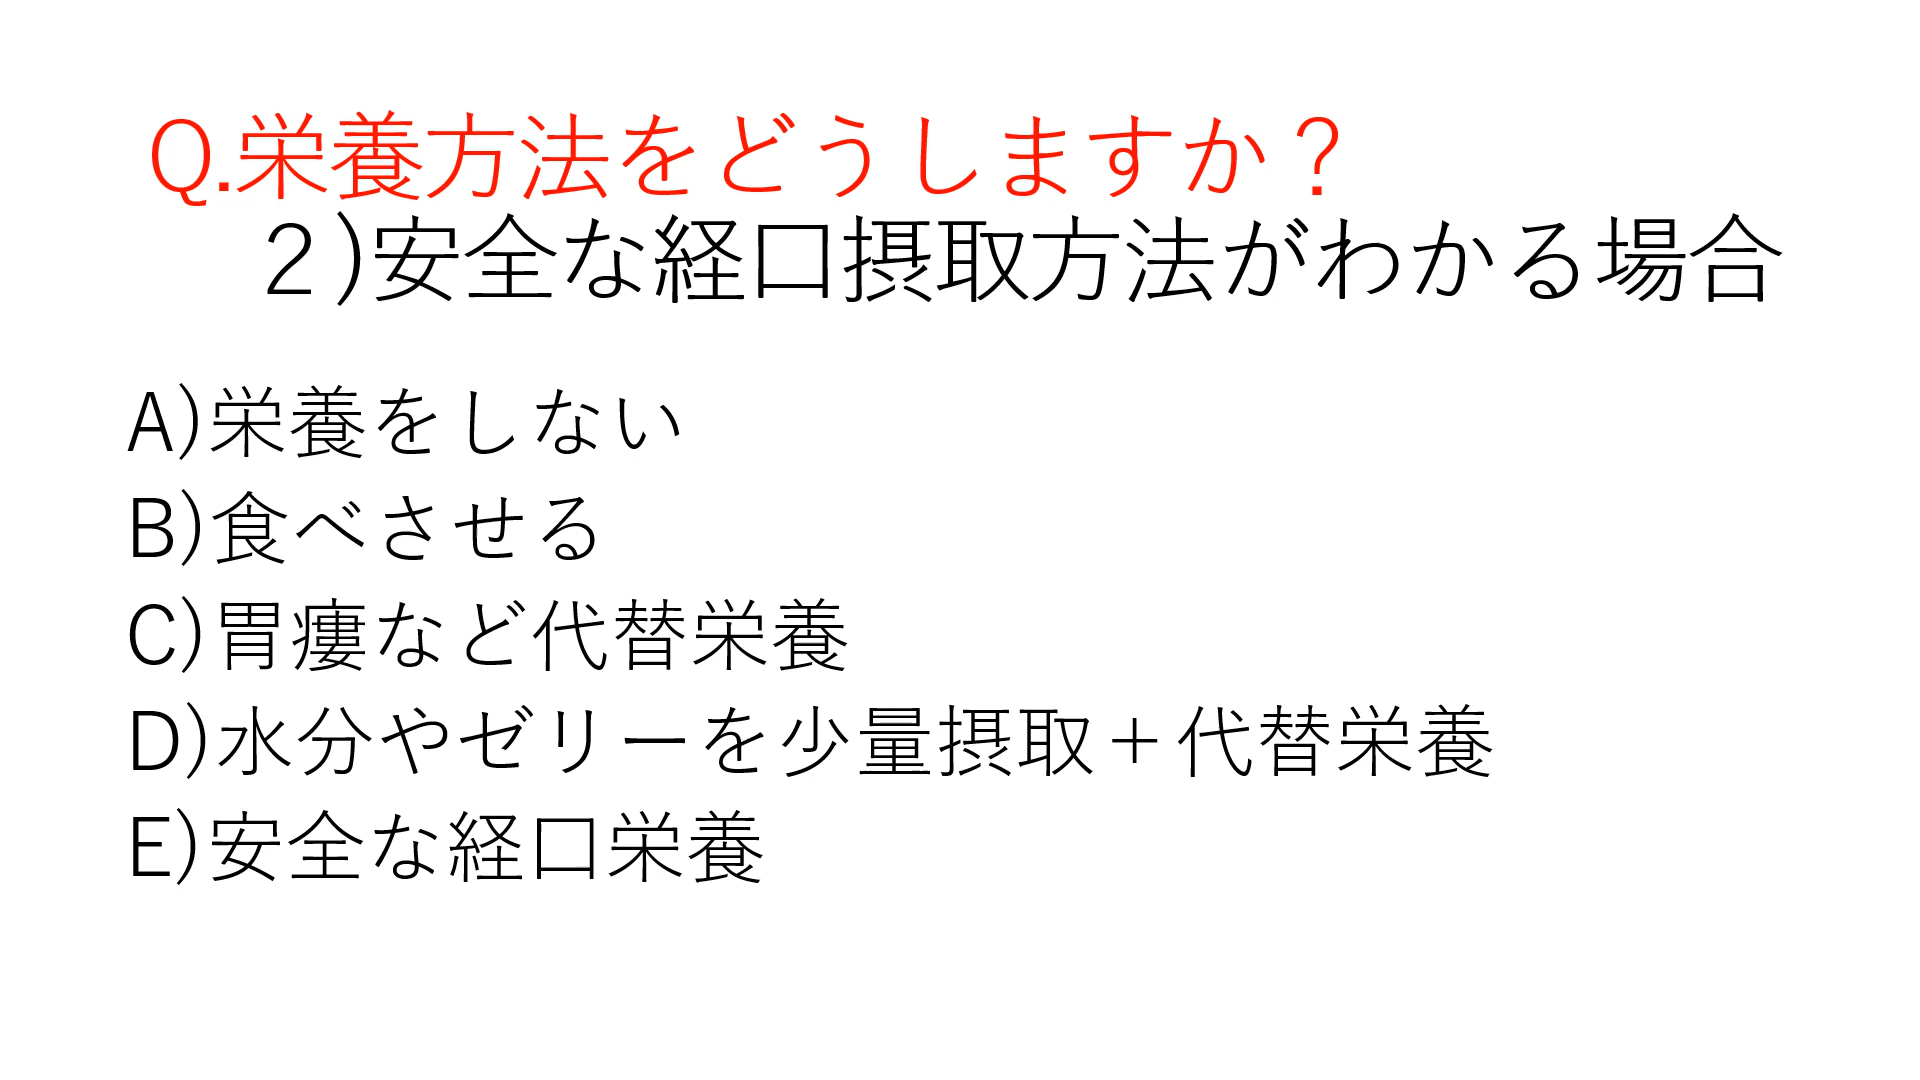 Q.栄養方法をどうしますか？
２)安全な経口摂取方法がわかる場合
A)栄養をしない
B)食べさせる
C)胃瘻など代替栄養
D)水分やゼリーを少量摂取＋代替栄養
E)安全な経口栄養